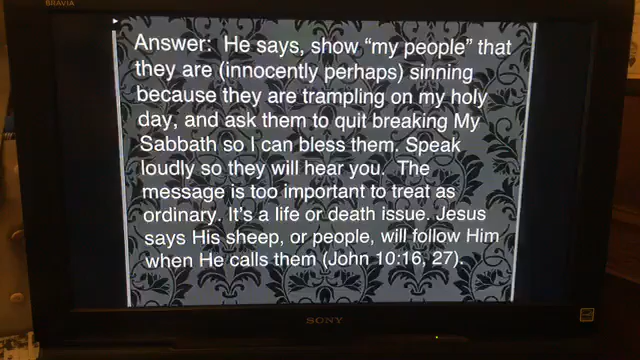 BRAVIA
Answer: He says, show “my people” that
they are (innocently perhaps) sinning
because they are trampling on my holy
day, and ask them to quit breaking My
Sabbath so I can bless them. Speak
loudly so they will hear you. The
message is too important to treat as
ordinary. It’s a life or death issue. Jesus
says His sheep, or people, will follow Him
when He calls them (John 10:16, 27).
SONY